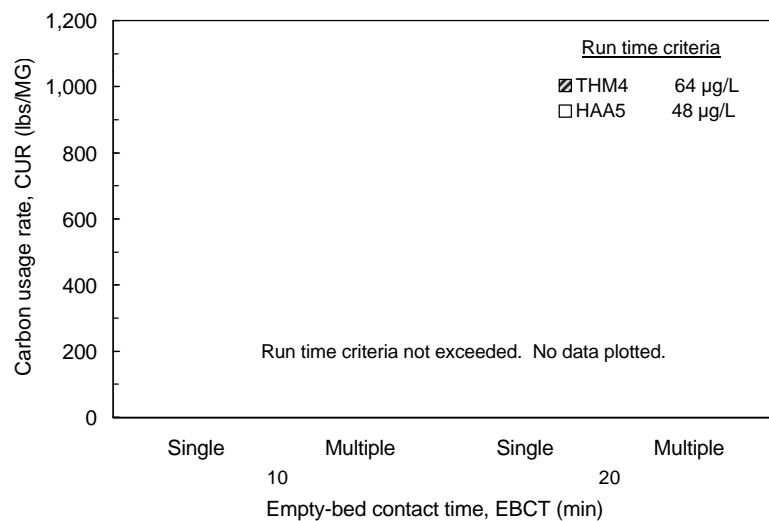 1,200
1,000
800
600
400
200
0
Carbon usage rate, CUR (lbs/MG)
Run time criteria
THM4 64 µg/L
HAA5 48 µg/L
Run time criteria not exceeded. No data plotted.
Single Multiple Single Multiple
10 20
Empty-bed contact time, EBCT (min)